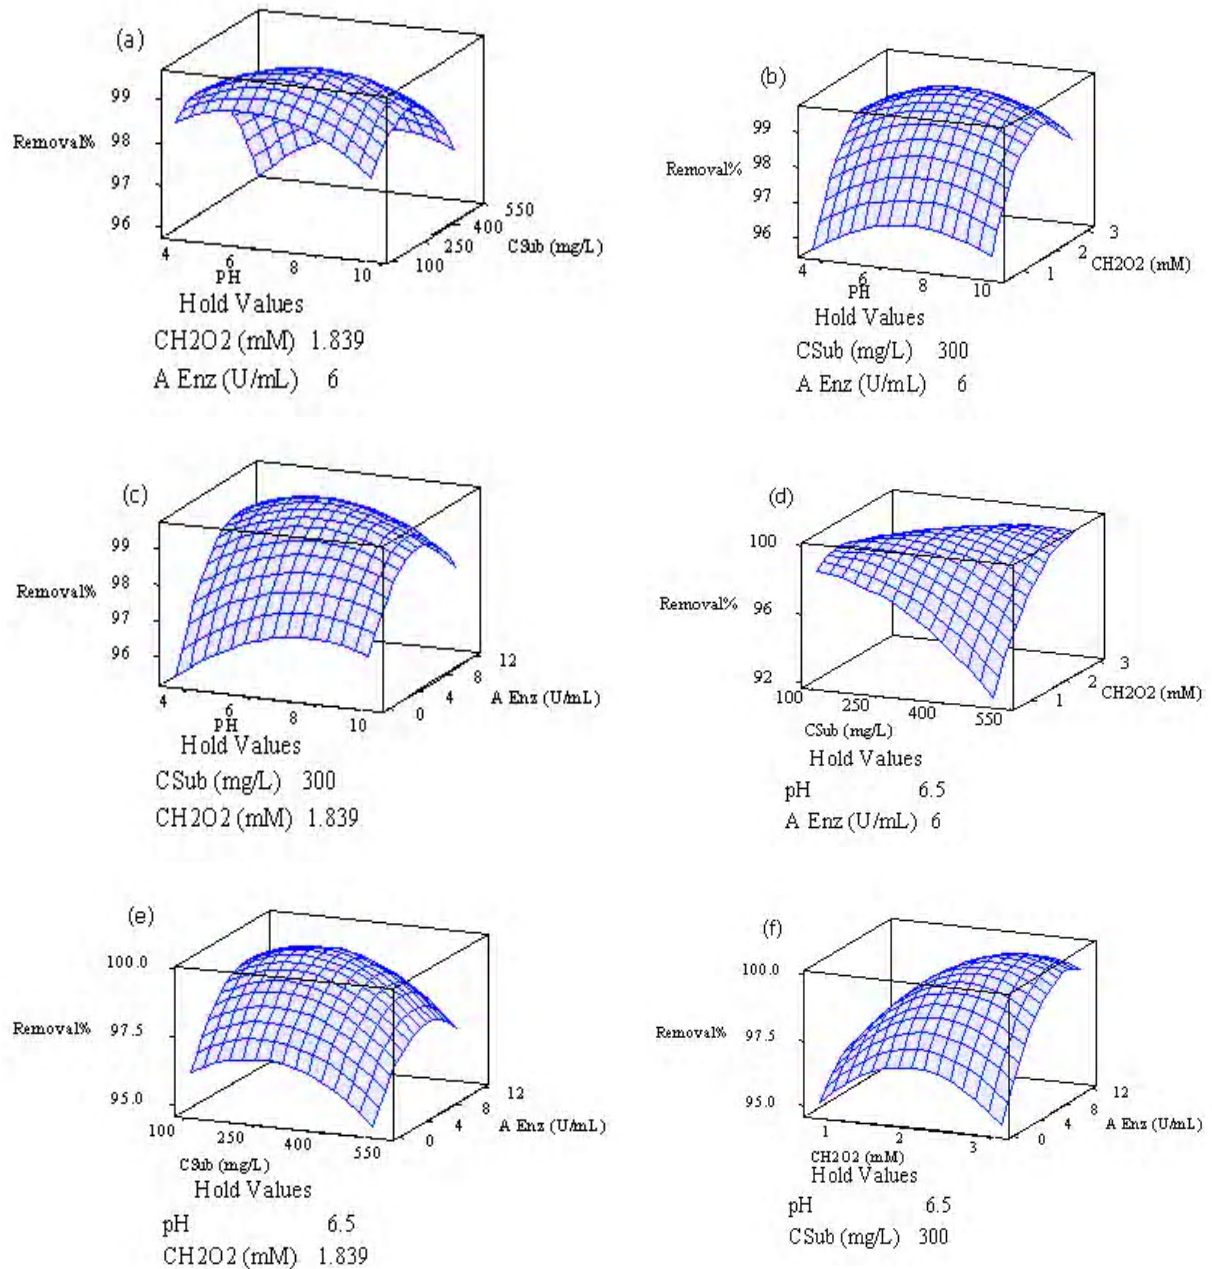 (a)
99
98
97
96
Removal%
4
6
8
10
pH
100
250
400
550
CSub (mg/L)
Hold Values
CH2O2 (mM) 1.839
A Enz (U/mL) 6
(b)
99
98
97
96
Removal%
4
6
8
10
pH
1
2
3
CH2O2 (mM)
Hold Values
CSub (mg/L) 300
A Enz (U/mL) 6
(c)
99
98
97
96
Removal%
4
6
8
10
pH
0
4
8
12
A Enz (U/mL)
Hold Values
CSub (mg/L) 300
CH2O2 (mM) 1.839
(d)
100
96
92
Removal%
100
250
400
550
CSub (mg/L)
1
2
3
CH2O2 (mM)
Hold Values
pH 6.5
A Enz (U/mL) 6
(e)
100.0
97.5
95.0
Removal%
100
250
400
550
CSub (mg/L)
0
4
8
12
A Enz (U/mL)
Hold Values
pH 6.5
CH2O2 (mM) 1.839
(f)
100.0
97.5
95.0
Removal%
1
2
3
CH2O2 (mM)
0
4
8
12
A Enz (U/mL)
Hold Values
pH 6.5
CSub (mg/L) 300